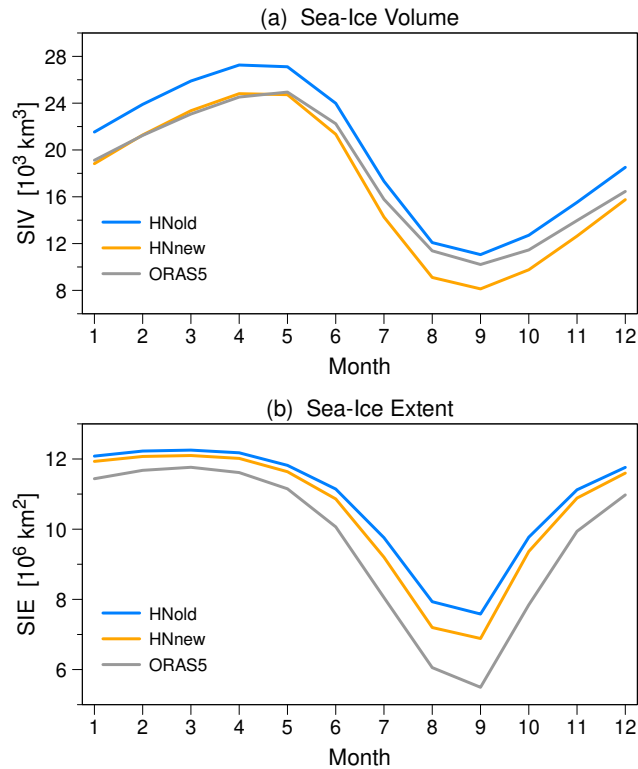 (a) Sea-Ice Volume
28
24
20
16
12
8
SIV [10³ km³]
HNold
HNnew
ORAS5
1 2 3 4 5 6 7 8 9 10 11 12
Month
(b) Sea-Ice Extent
12
10
8
6
SIE [10⁶ km²]
HNold
HNnew
ORAS5
1 2 3 4 5 6 7 8 9 10 11 12
Month